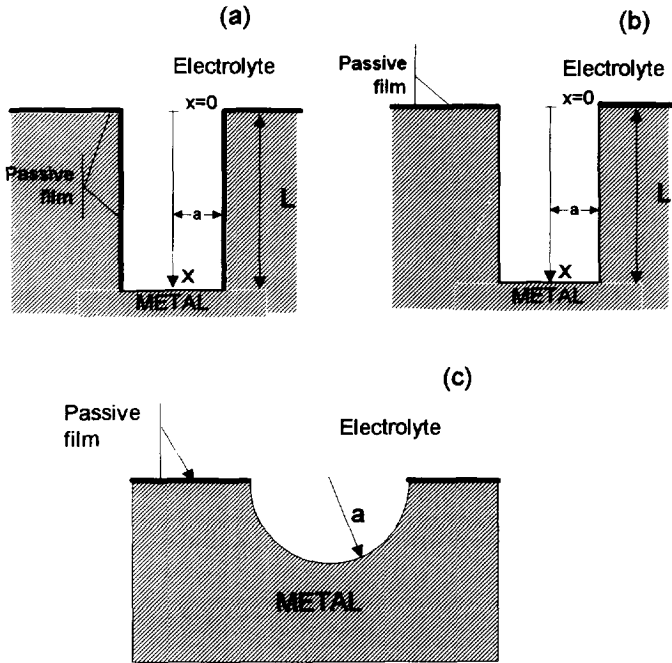 (a)
Electrolyte
x=0
Passive
film
a
L
X
METAL
(b)
Passive
film
Electrolyte
x=0
a
L
X
METAL
(c)
Passive
film
Electrolyte
a
METAL